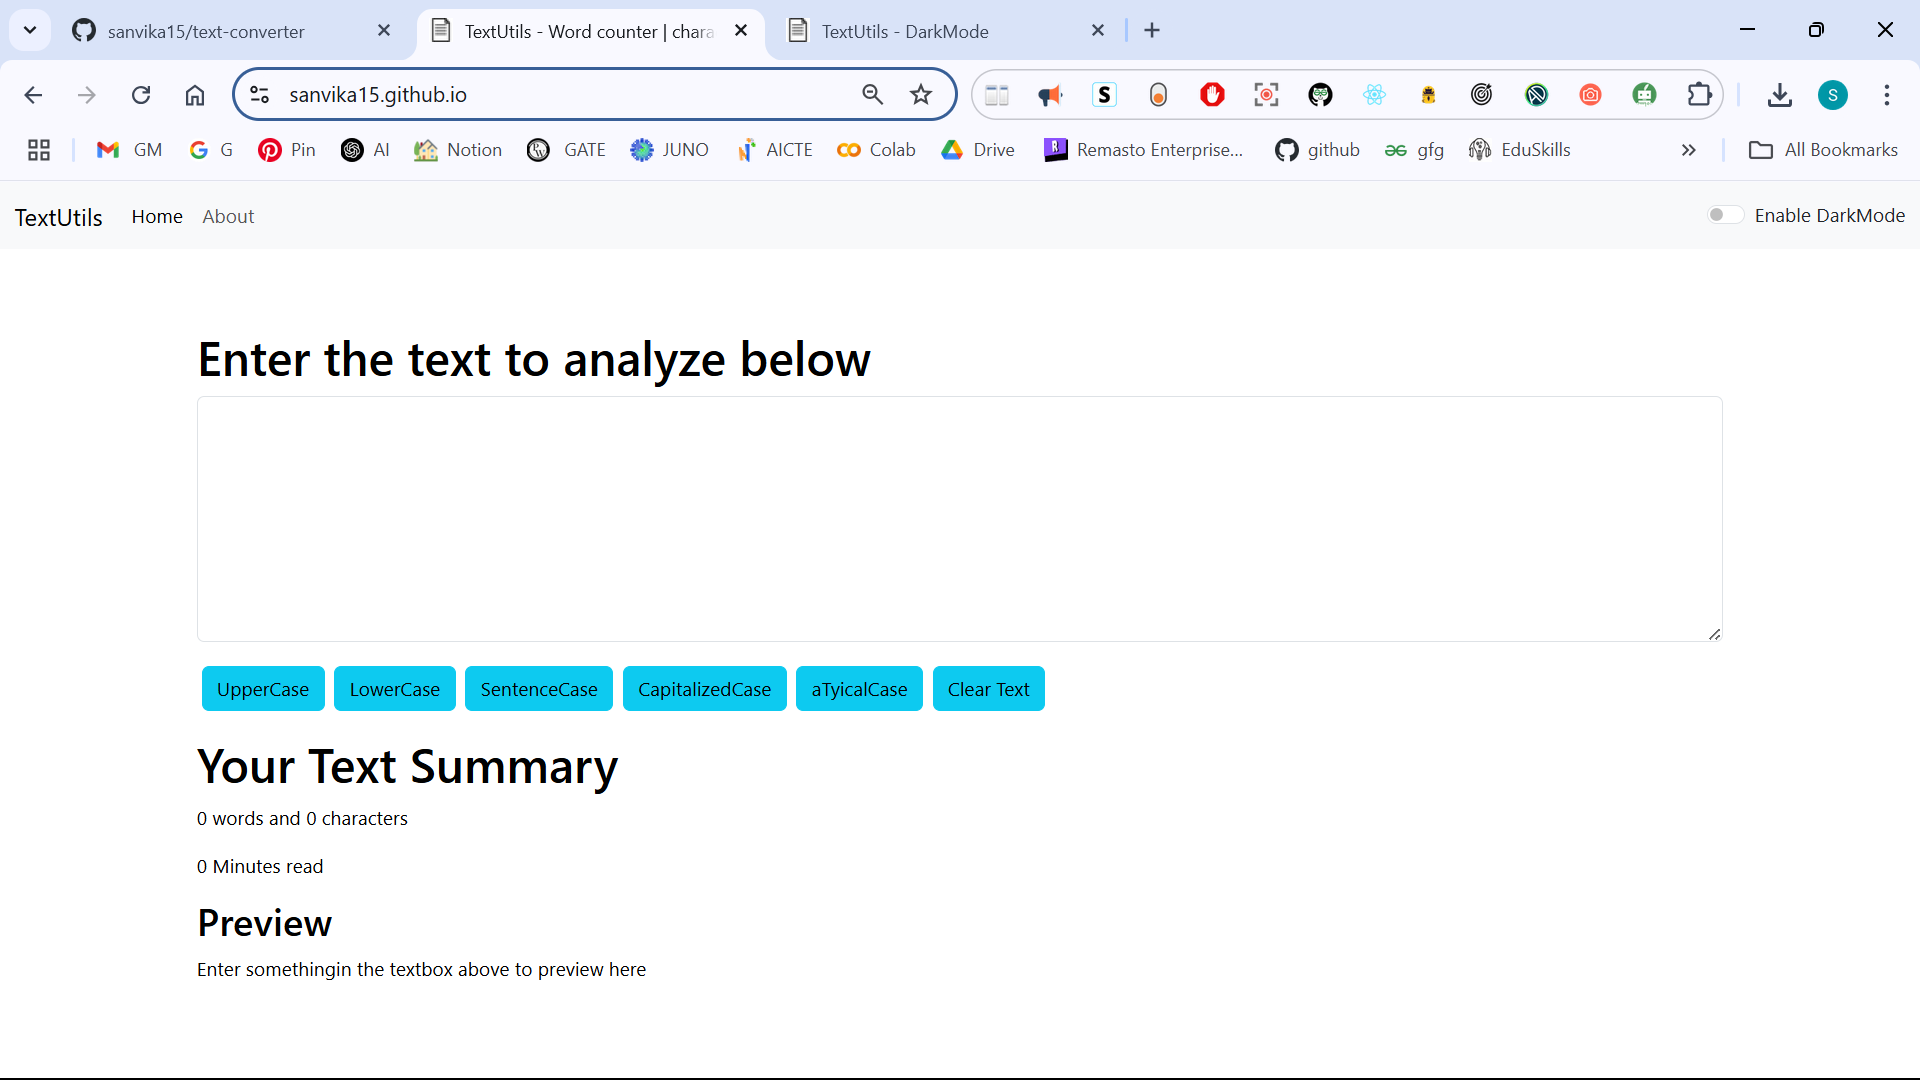 sanvika15/text-converter
TextUtils - Word counter | chara
TextUtils - DarkMode
sanvika15.github.io
S
S
GM
G
Pin
AI
Notion
GATE
JUNO
AICTE
Colab
Drive
Remasto Enterprise...
github
gfg
EduSkills
All Bookmarks
TextUtils
Home
About
Enable DarkMode
Enter the text to analyze below
UpperCase
LowerCase
SentenceCase
CapitalizedCase
aTyicalCase
Clear Text
Your Text Summary
0 words and 0 characters
0 Minutes read
Preview
Enter somethingin the textbox above to preview here